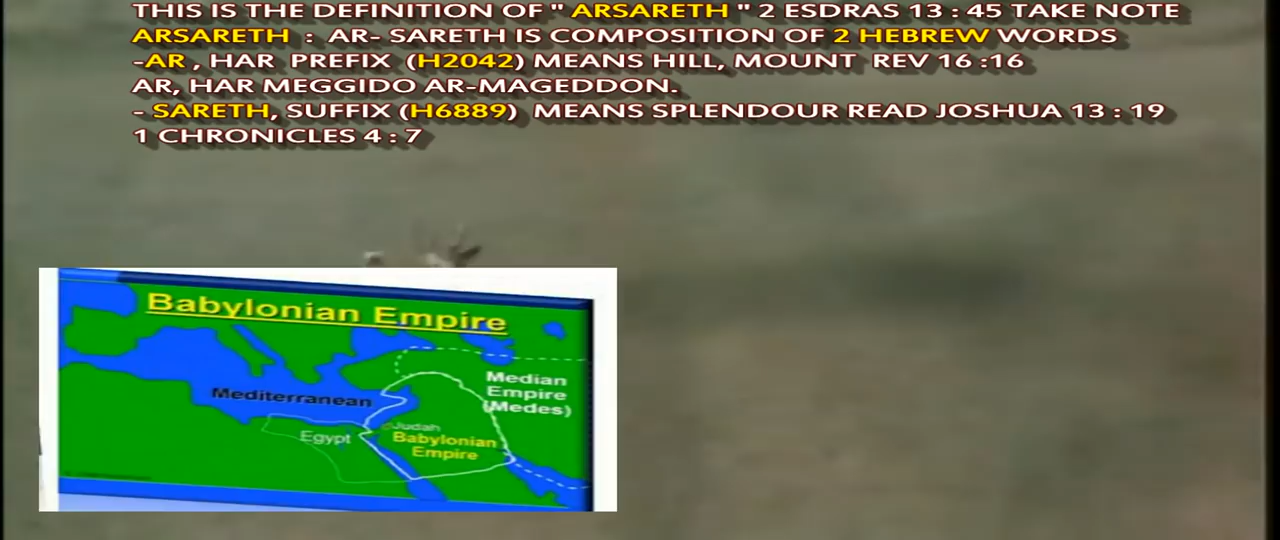 THIS IS THE DEFINITION OF " ARSARETH " 2 ESDRAS 13 : 45 TAKE NOTE
ARSARETH : AR- SARETH IS COMPOSITION OF 2 HEBREW WORDS
-AR , HAR PREFIX (H2042) MEANS HILL, MOUNT REV 16 :16
AR, HAR MEGGIDO AR-MAGEDDON.
- SARETH, SUFFIX (H6889) MEANS SPLENDOUR READ JOSHUA 13 : 19
1 CHRONICLES 4 : 7
Babylonian Empire
Median
Empire
(Medes)
Mediterranean
Judah
Egypt
Babylonian
Empire